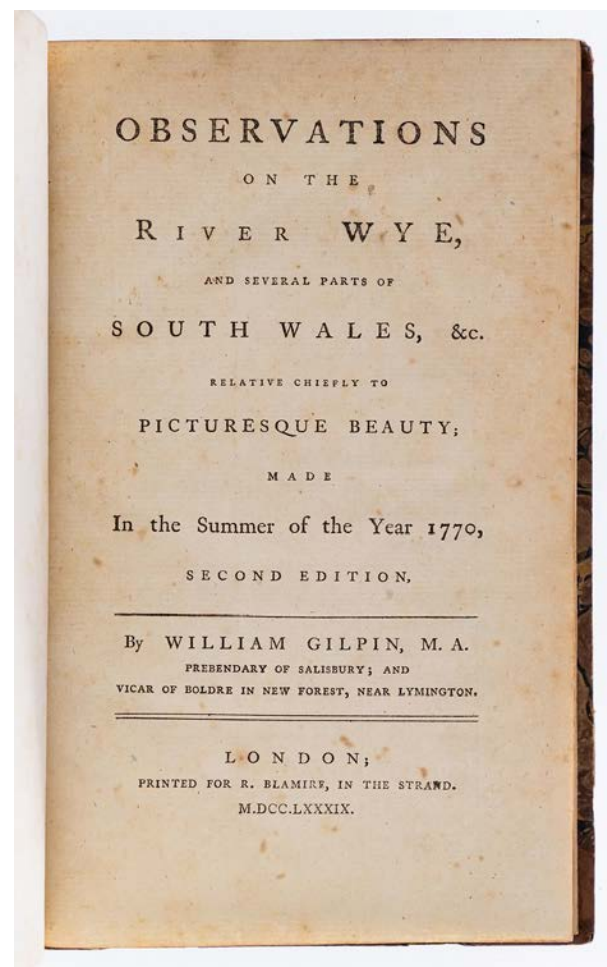 OBSERVATIONS
ON THE
RIVER WYE,
AND SEVERAL PARTS OF
SOUTH WALES, &c.
RELATIVE CHIEFLY TO
PICTURESQUE BEAUTY;
MADE
In the Summer of the Year 1770,
SECOND EDITION,
By WILLIAM GILPIN, M. A.
PREBENDARY OF SALISBURY; AND
VICAR OF BOLDRE IN NEW FOREST, NEAR LYMINGTON.
LONDON;
PRINTED FOR R. BLAMIRE, IN THE STRAND.
M.DCC.LXXXIX.